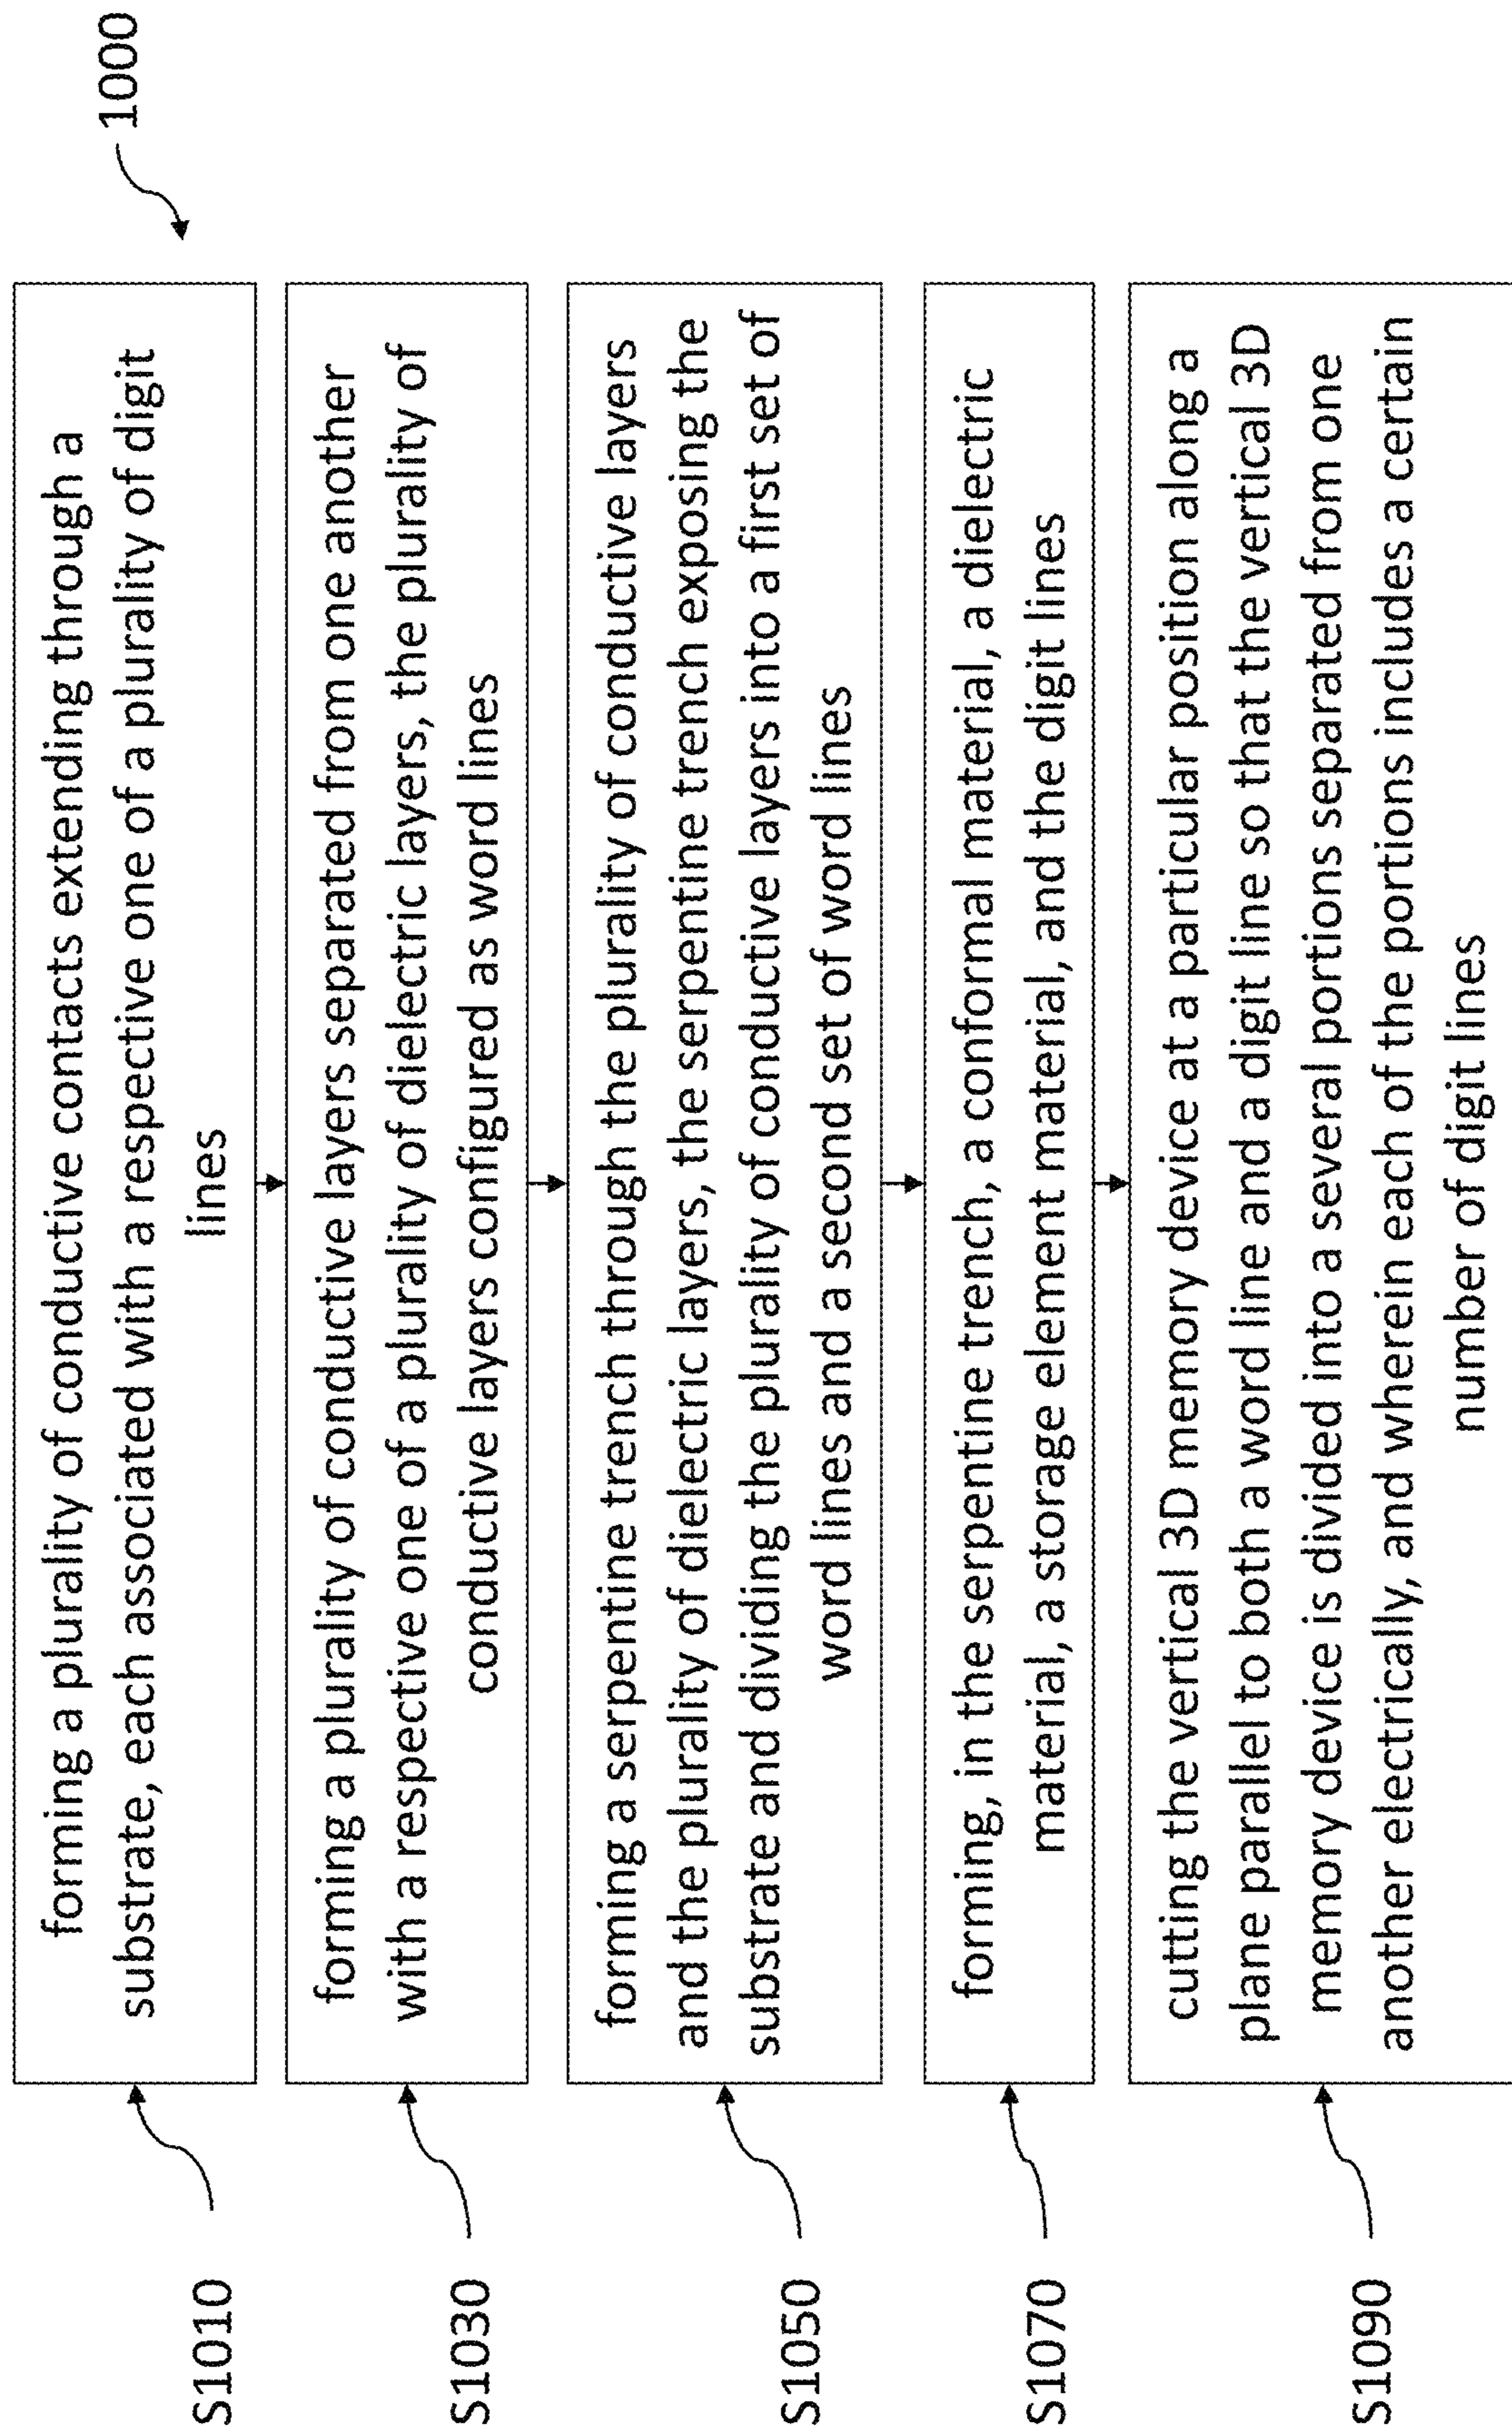 1000
S1010
forming a plurality of conductive contacts extending through a
substrate, each associated with a respective one of a plurality of digit
lines
S1030
forming a plurality of conductive layers separated from one another
with a respective one of a plurality of dielectric layers, the plurality of
conductive layers configured as word lines
S1050
forming a serpentine trench through the plurality of conductive layers
and the plurality of dielectric layers, the serpentine trench exposing the
substrate and dividing the plurality of conductive layers into a first set of
word lines and a second set of word lines
S1070
forming, in the serpentine trench, a conformal material, a dielectric
material, a storage element material, and the digit lines
S1090
cutting the vertical 3D memory device at a particular position along a
plane parallel to both a word line and a digit line so that the vertical 3D
memory device is divided into a several portions separated from one
another electrically, and wherein each of the portions includes a certain
number of digit lines